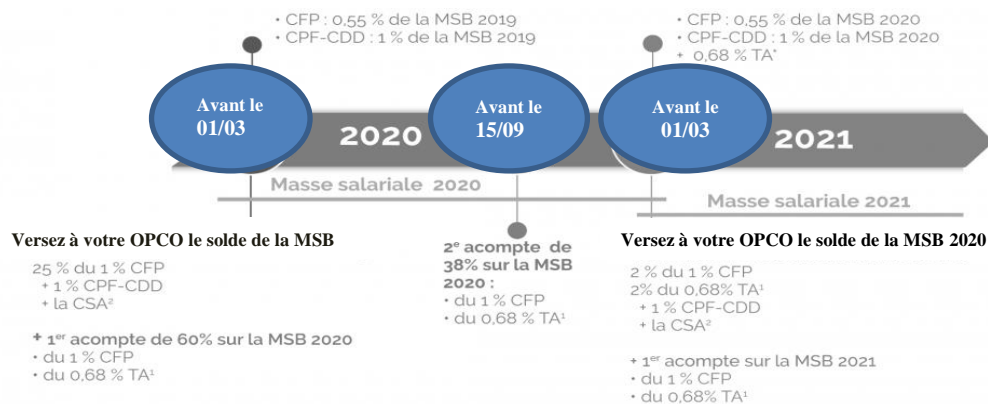 • CFP : 0,55 % de la MSB 2019
• CPF-CDD : 1 % de la MSB 2019
• CFP : 0,55 % de la MSB 2020
• CPF-CDD : 1 % de la MSB 2020
+ 0,68 % TA*
Avant le
01/03
2020
Avant le
15/09
Avant le
01/03
2021
Masse salariale 2020
Masse salariale 2021
Versez à votre OPCO le solde de la MSB
25 % du 1 % CFP
+ 1 % CPF-CDD
+ la CSA²
+ 1er acompte de 60% sur la MSB 2020
• du 1 % CFP
• du 0,68 % TA¹
2e acompte de
38% sur la MSB
2020 :
• du 1 % CFP
• du 0,68 % TA¹
Versez à votre OPCO le solde de la MSB 2020
2 % du 1 % CFP
2% du 0,68% TA¹
+ 1 % CPF-CDD
+ la CSA²
+ 1er acompte sur la MSB 2021
• du 1 % CFP
• du 0,68% TA¹